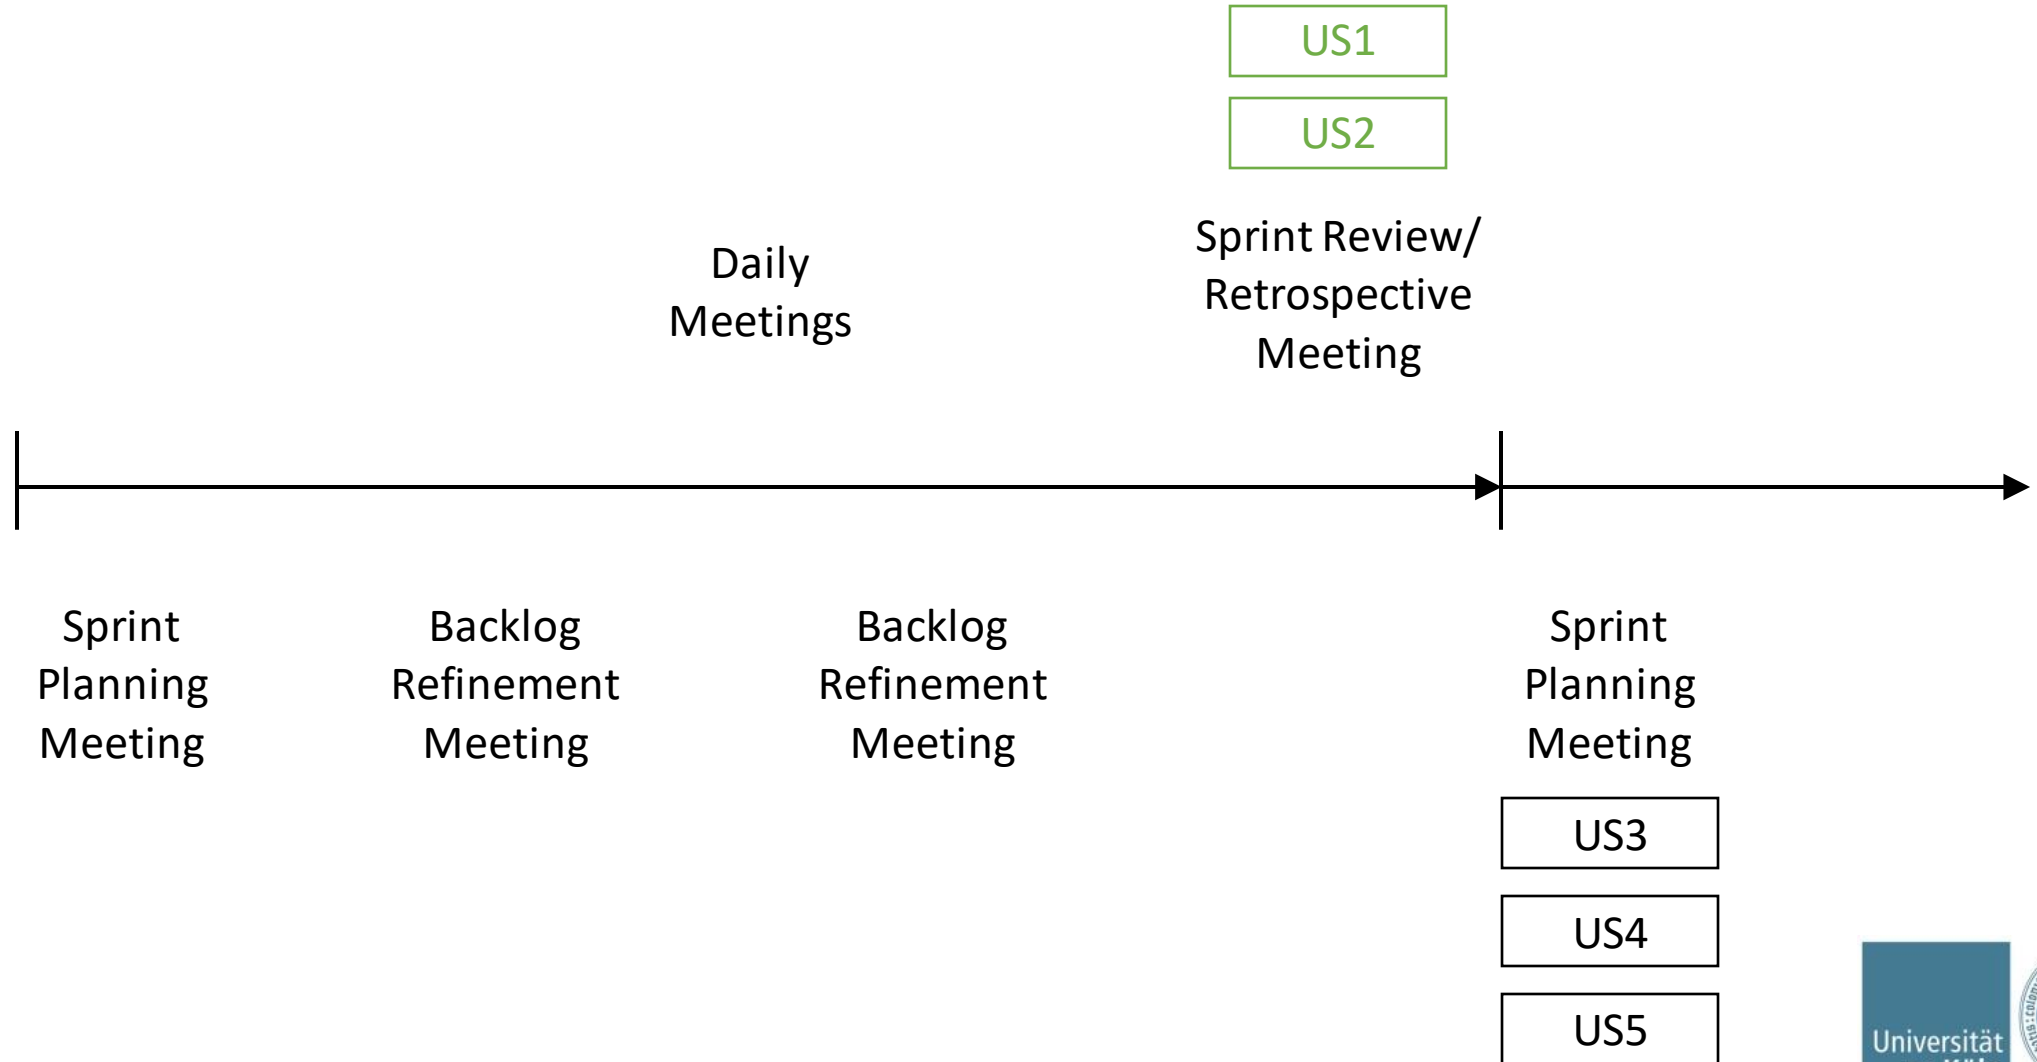 US1
US2
Daily
Meetings
Sprint Review/
Retrospective
Meeting
Sprint
Planning
Meeting
Backlog
Refinement
Meeting
Backlog
Refinement
Meeting
Sprint
Planning
Meeting
US3
US4
US5
Universität